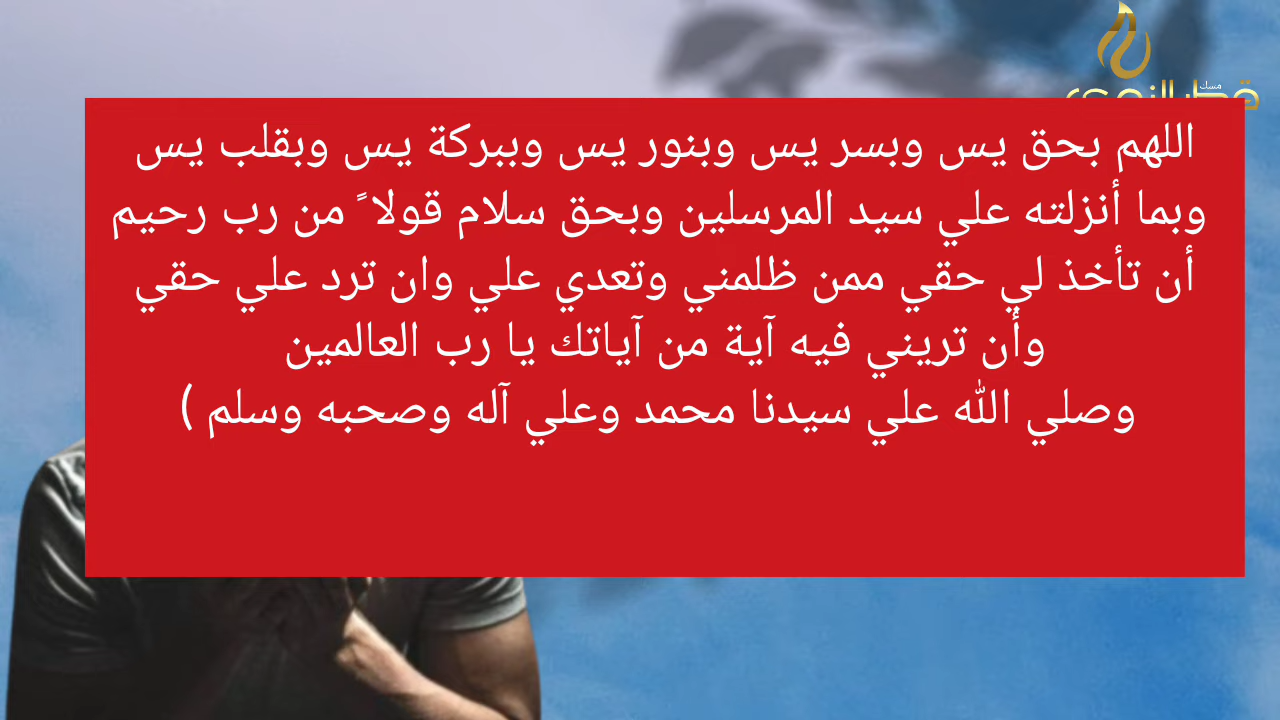 مسك
اللهم بحق يس وبسر يس وبنور يس وببركة يس وبقلب يس
وبما أنزلته علي سيد المرسلين وبحق سلام قولا ً من رب رحيم
أن تأخذ لي حقي ممن ظلمني وتعدي علي وان ترد علي حقي
وأن تريني فيه آية من آياتك يا رب العالمين
وصلي الله علي سيدنا محمد وعلي آله وصحبه وسلم )